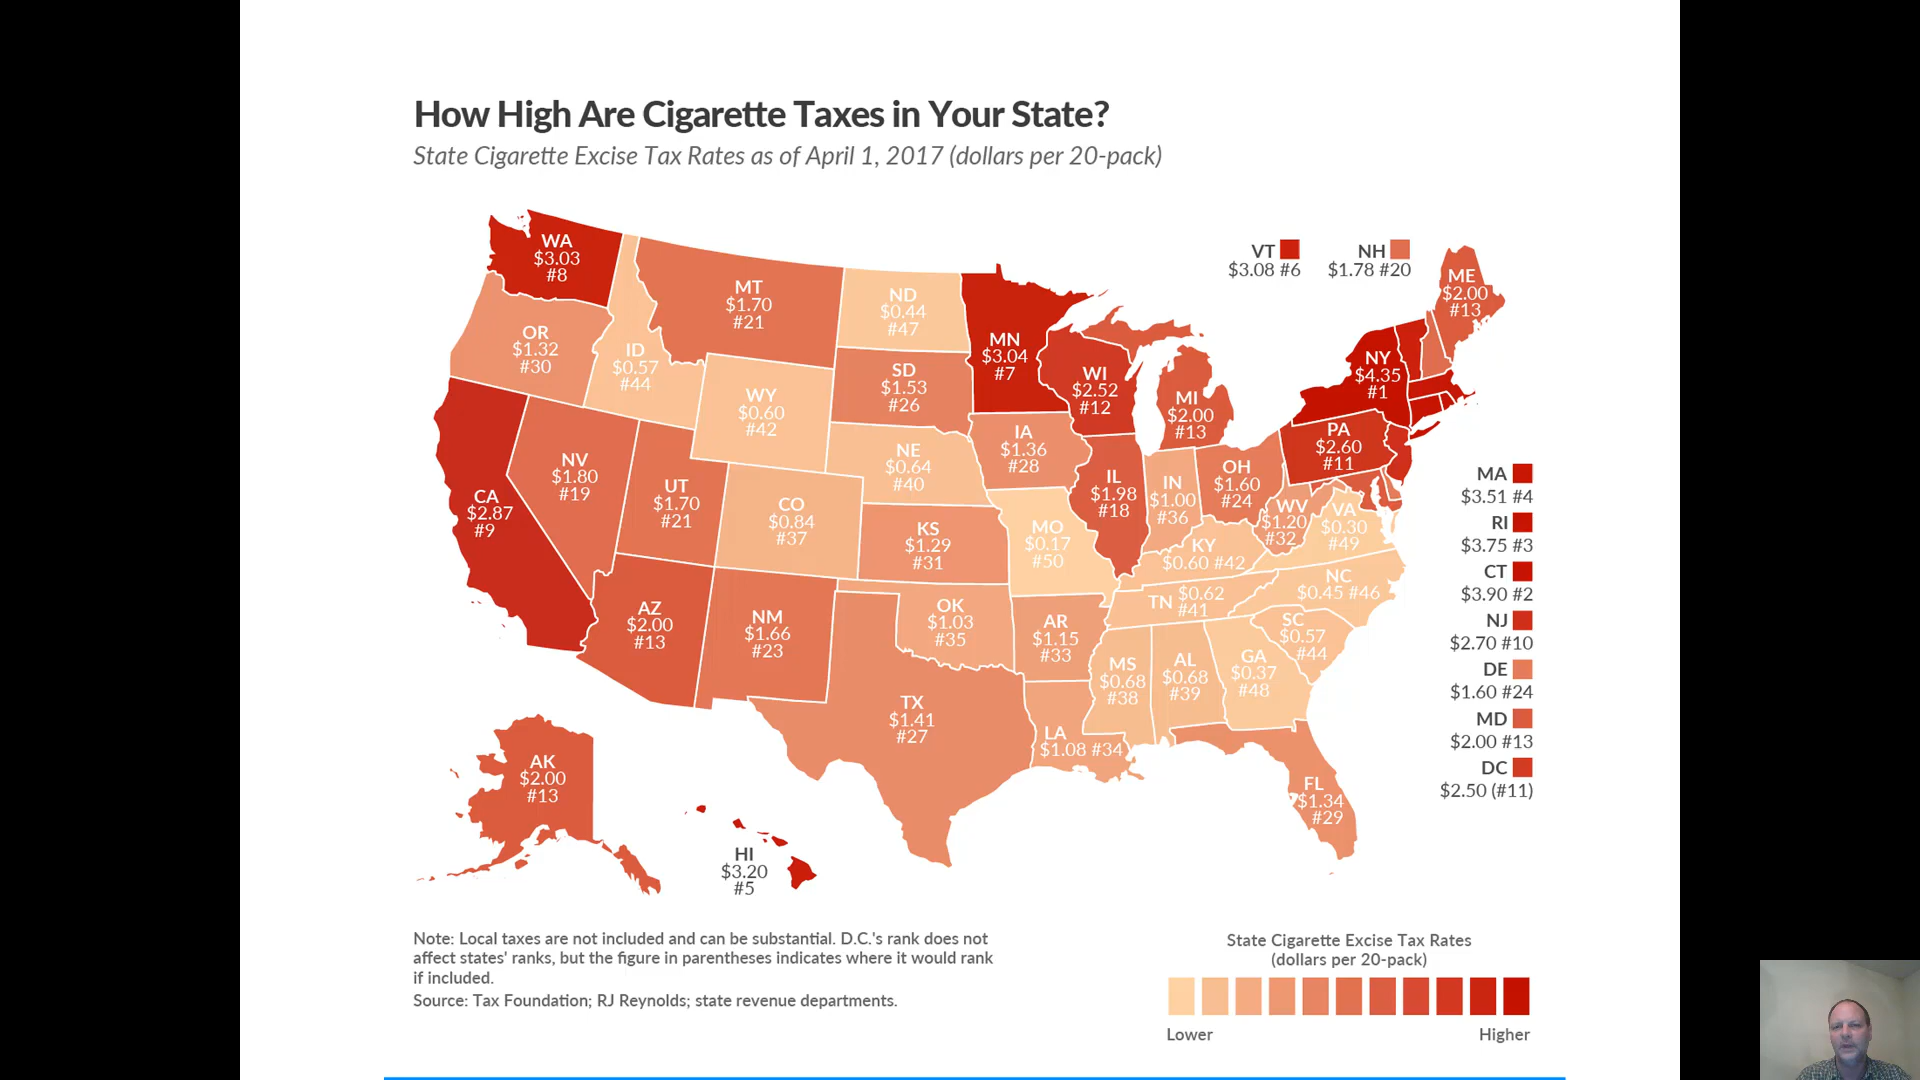 How High Are Cigarette Taxes in Your State?
State Cigarette Excise Tax Rates as of April 1, 2017 (dollars per 20-pack)
WA
$3.03
#8
OR
$1.32
#30
CA
$2.87
#9
ID
$0.57
#44
NV
$1.80
#19
MT
$1.70
#21
WY
$0.60
#42
UT
$1.70
#21
AZ
$2.00
#13
CO
$0.84
#37
NM
$1.66
#23
ND
$0.44
#47
SD
$1.53
#26
NE
$0.64
#40
KS
$1.29
#31
OK
$1.03
#35
TX
$1.41
#27
MN
$3.04
#7
IA
$1.36
#28
MO
$0.17
#50
AR
$1.15
#33
LA
$1.08 #34
WI
$2.52
#12
IL
$1.98
#18
MI
$2.00
#13
IN
$1.00
#36
OH
$1.60
#24
KY
$0.60 #42
TN $0.62
#41
MS
$0.68
#38
AL
$0.68
#39
GA
$0.37
#48
FL
$1.34
#29
SC
$0.57
#44
NC
$0.45 #46
VA
$0.30
#49
WV
$1.20
#32
PA
$2.60
#11
NY
$4.35
#1
ME
$2.00
#13
VT
$3.08 #6
NH
$1.78 #20
MA
$3.51 #4
RI
$3.75 #3
CT
$3.90 #2
NJ
$2.70 #10
DE
$1.60 #24
MD
$2.00 #13
DC
$2.50 (#11)
AK
$2.00
#13
HI
$3.20
#5
Note: Local taxes are not included and can be substantial. D.C.'s rank does not
affect states' ranks, but the figure in parentheses indicates where it would rank
if included.
Source: Tax Foundation; RJ Reynolds; state revenue departments.
State Cigarette Excise Tax Rates
(dollars per 20-pack)
Lower
Higher